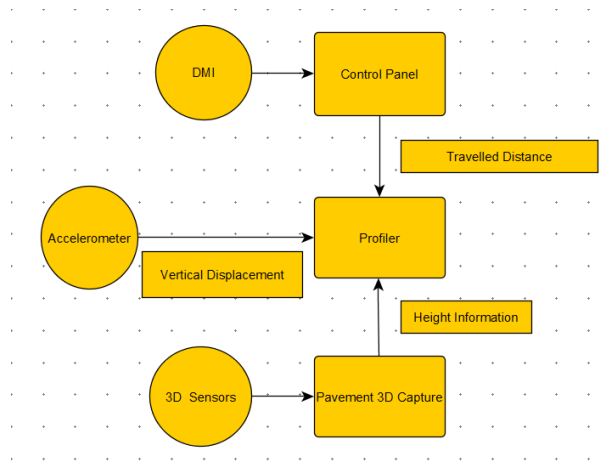 DMI
Control Panel
Travelled Distance
Accelerometer
Profiler
Vertical Displacement
Height Information
3D Sensors
Pavement 3D Capture